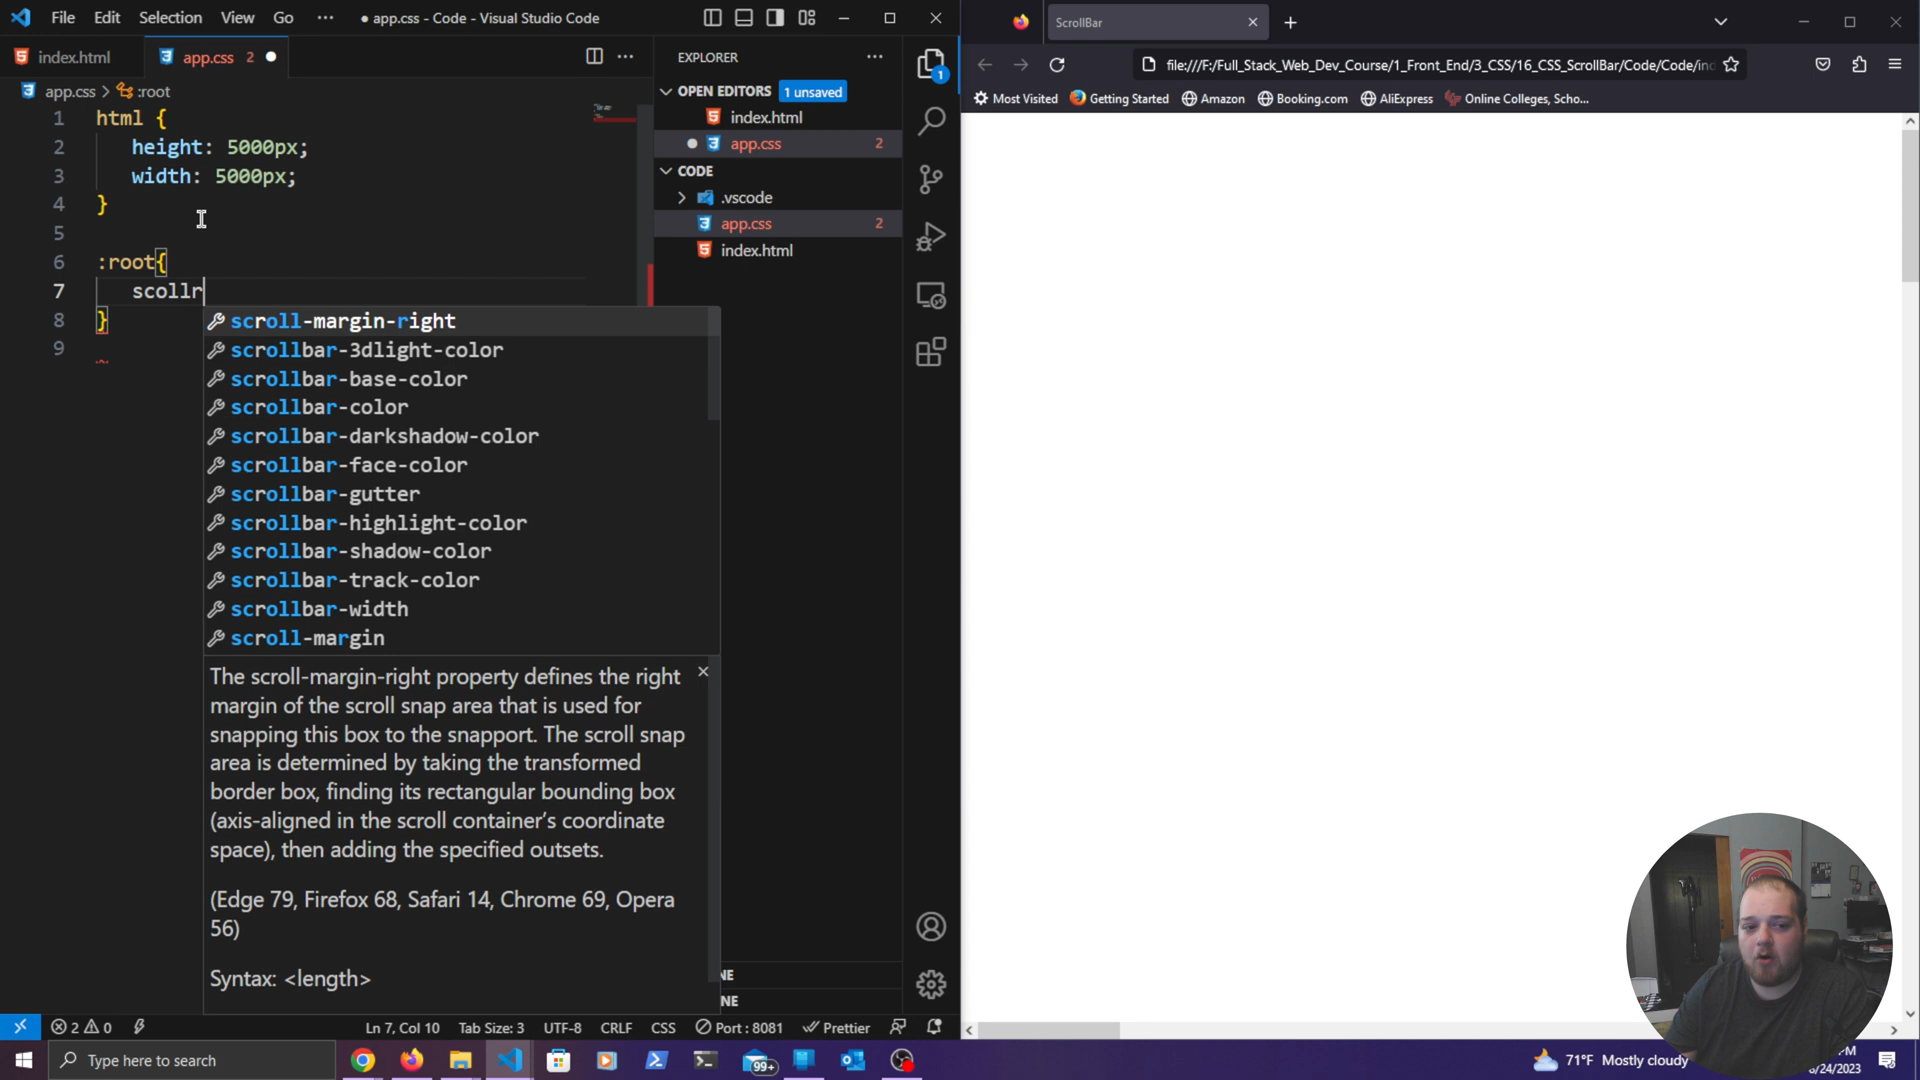 File Edit Selection View Go ··· ● app.css - Code - Visual Studio Code
index.html app.css 2 ●
app.css > :root
1 html {
2 height: 5000px;
3 width: 5000px;
4 }
5
6 :root{
7 scollr
8 }
9
scroll-margin-right
scrollbar-3dlight-color
scrollbar-base-color
scrollbar-color
scrollbar-darkshadow-color
scrollbar-face-color
scrollbar-gutter
scrollbar-highlight-color
scrollbar-shadow-color
scrollbar-track-color
scrollbar-width
scroll-margin
The scroll-margin-right property defines the right
margin of the scroll snap area that is used for
snapping this box to the snapport. The scroll snap
area is determined by taking the transformed
border box, finding its rectangular bounding box
(axis-aligned in the scroll container's coordinate
space), then adding the specified outsets.
(Edge 79, Firefox 68, Safari 14, Chrome 69, Opera
56)
Syntax: <length>
EXPLORER
OPEN EDITORS 1 unsaved
index.html
app.css 2
CODE
.vscode
app.css 2
index.html
NE
NE
1
2 0 Ln 7, Col 10 Tab Size: 3 UTF-8 CRLF CSS Port : 8081 Prettier
ScrollBar
file:///F:/Full_Stack_Web_Dev_Course/1_Front_End/3_CSS/16_CSS_ScrollBar/Code/Code/ind
Most Visited Getting Started Amazon Booking.com AliExpress Online Colleges, Scho...
Type here to search
99+
71°F Mostly cloudy
PM
/24/2023